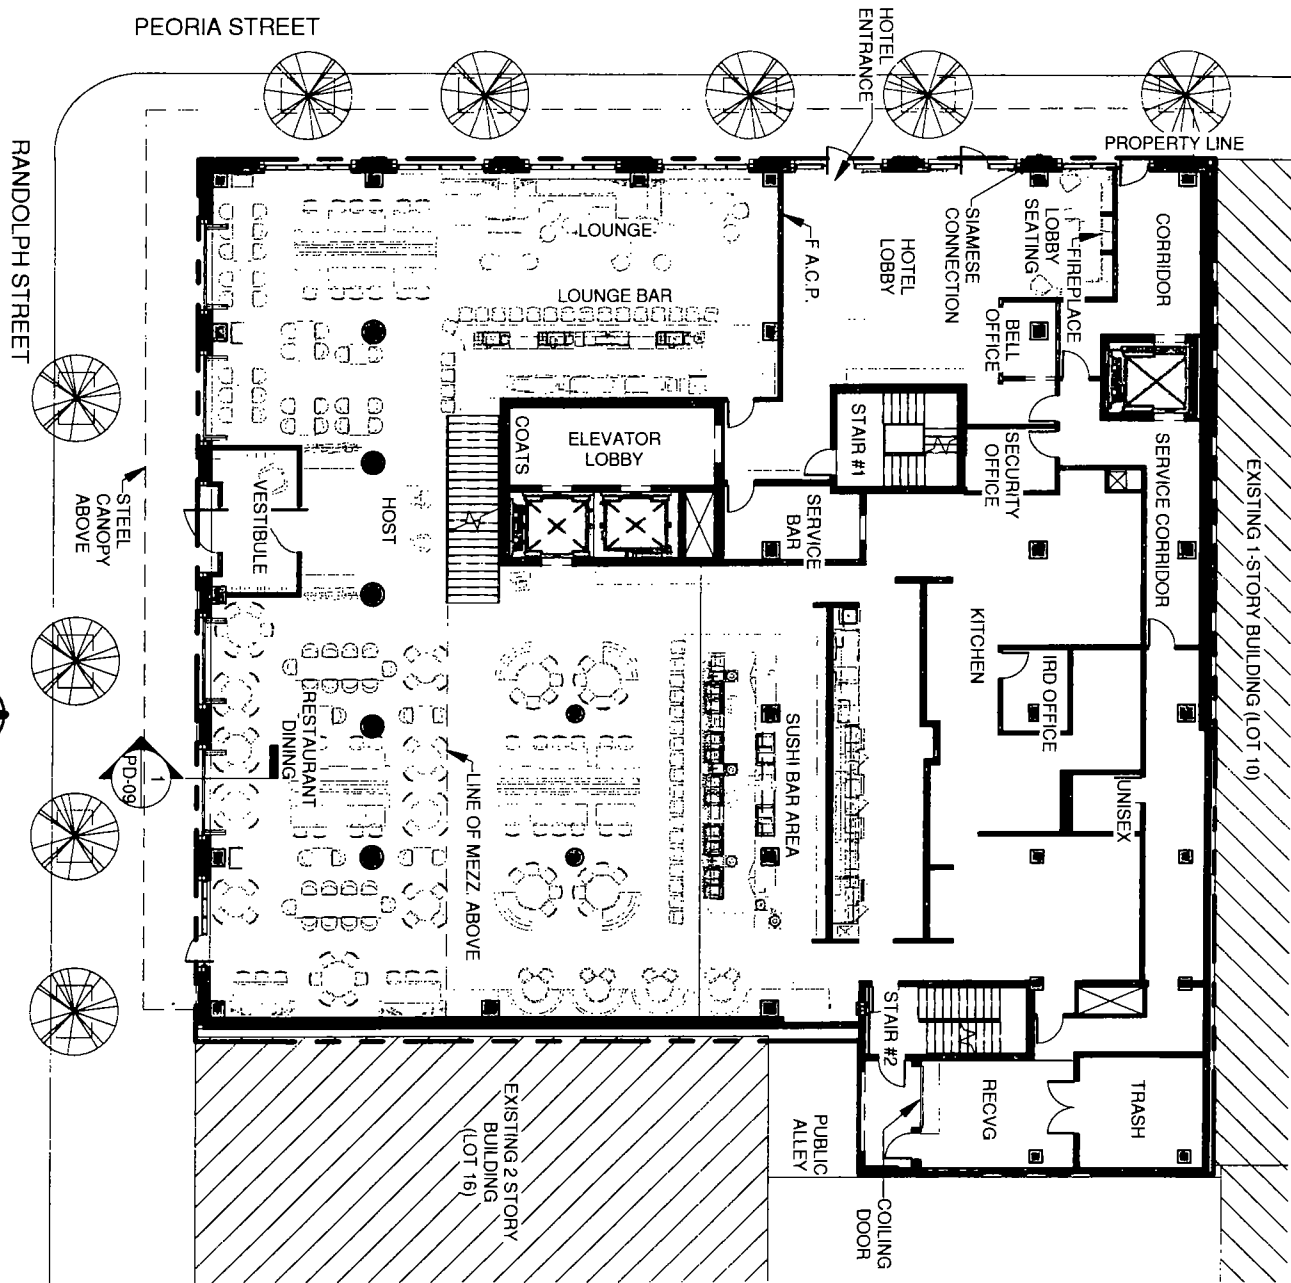 PEORIA STREET
HOTEL
ENTRANCE
PROPERTY LINE
RANDOLPH STREET
LOUNGE
LOUNGE BAR
F.A.C.P.
HOTEL
LOBBY
SIAMESE
CONNECTION
LOBBY
SEATING
FIREPLACE
CORRIDOR
BELL
OFFICE
COATS
ELEVATOR
LOBBY
STAIR #1
SECURITY
OFFICE
SERVICE CORRIDOR
EXISTING 1-STORY BUILDING (LOT 10)
STEEL
CANOPY
ABOVE
VESTIBULE
HOST
SERVICE
BAR
KITCHEN
IRD OFFICE
UNISEX
RESTAURANT
DINING
LINE OF MEZZ. ABOVE
SUSHI BAR AREA
1
PD-09
STAIR #2
RECVG
TRASH
EXISTING 2 STORY
BUILDING
(LOT 16)
PUBLIC
ALLEY
COILING
DOOR